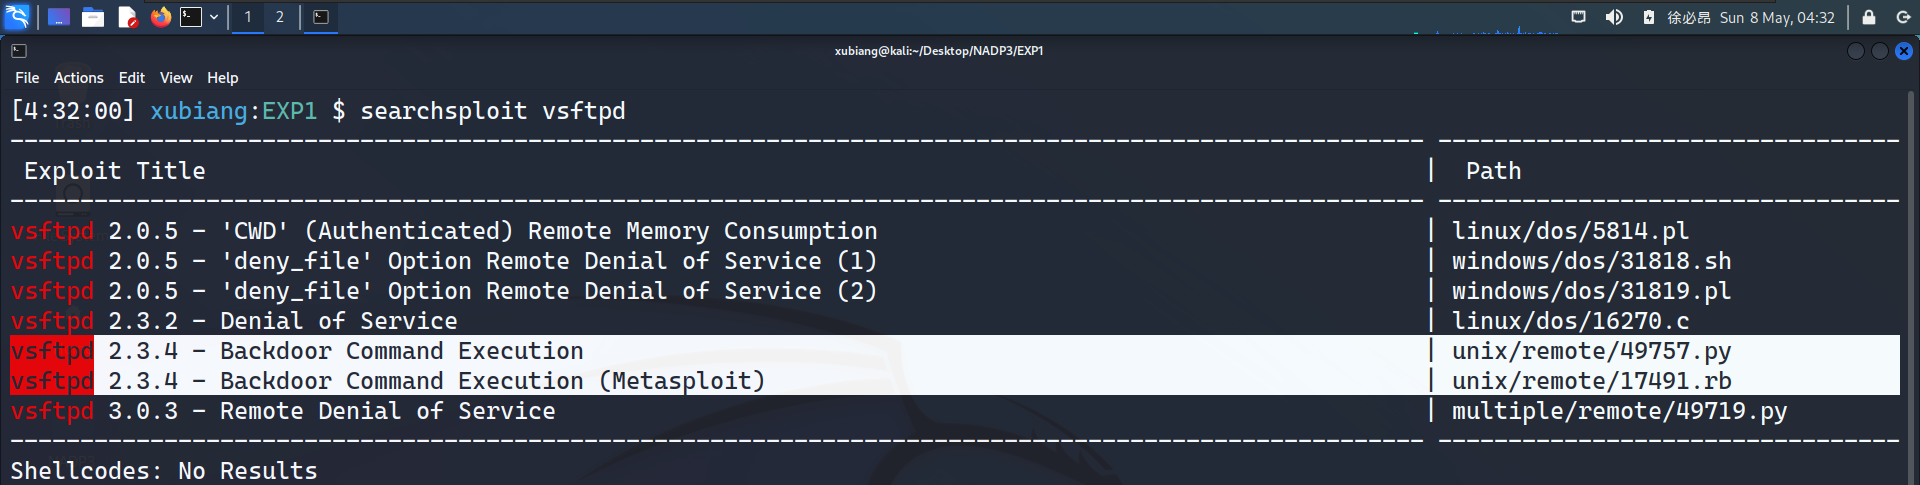 1 2 徐必昂 Sun 8 May, 04:32
xubiang@kali:~/Desktop/NADP3/EXP1
File Actions Edit View Help
[4:32:00] xubiang:EXP1 $ searchsploit vsftpd
Exploit Title | Path
vsftpd 2.0.5 - 'CWD' (Authenticated) Remote Memory Consumption | linux/dos/5814.pl
vsftpd 2.0.5 - 'deny_file' Option Remote Denial of Service (1) | windows/dos/31818.sh
vsftpd 2.0.5 - 'deny_file' Option Remote Denial of Service (2) | windows/dos/31819.pl
vsftpd 2.3.2 - Denial of Service | linux/dos/16270.c
vsftpd 2.3.4 - Backdoor Command Execution | unix/remote/49757.py
vsftpd 2.3.4 - Backdoor Command Execution (Metasploit) | unix/remote/17491.rb
vsftpd 3.0.3 - Remote Denial of Service | multiple/remote/49719.py
Shellcodes: No Results